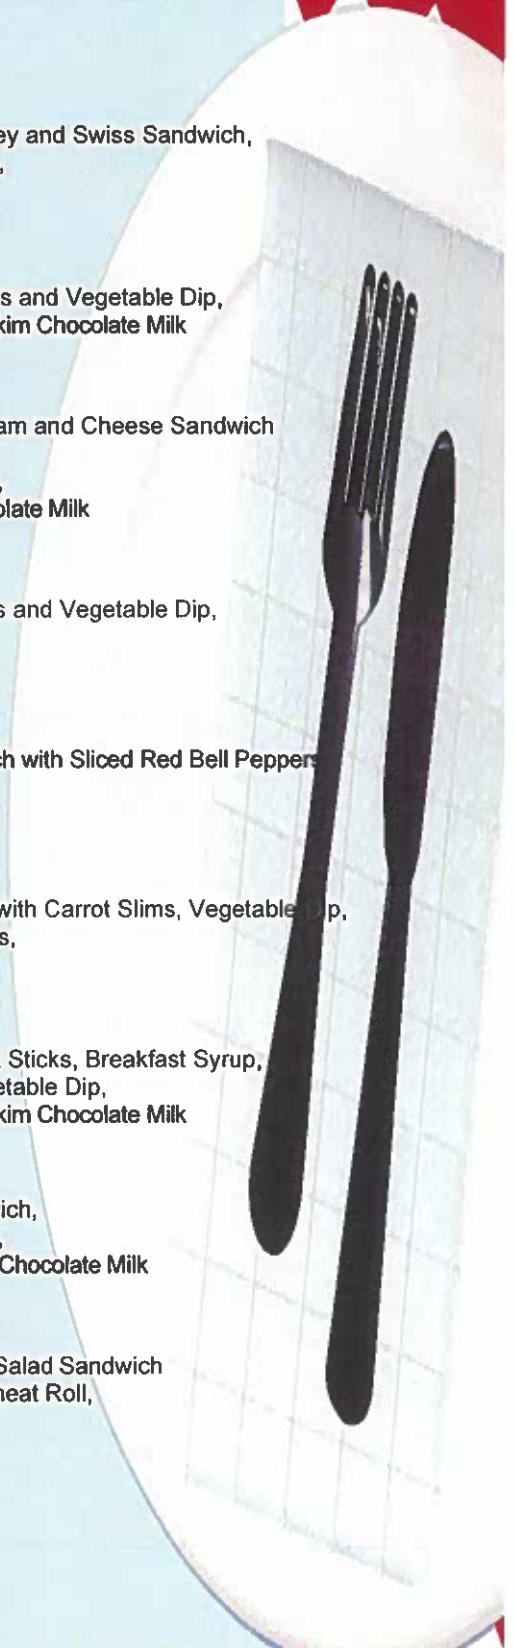 ey and Swiss Sandwich,
,
s and Vegetable Dip,
kim Chocolate Milk
am and Cheese Sandwich
,
olate Milk
s and Vegetable Dip,
ch with Sliced Red Bell Peppers
with Carrot Slims, Vegetable Dip,
s,
Sticks, Breakfast Syrup,
etable Dip,
kim Chocolate Milk
ich,
,
Chocolate Milk
Salad Sandwich
heat Roll,